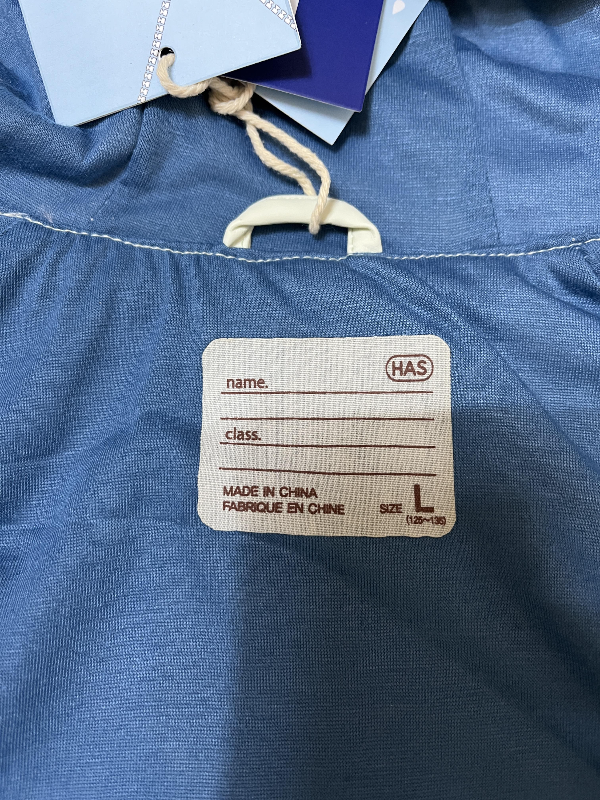 HAS
name.
class.
MADE IN CHINA
FABRIQUE EN CHINE
SIZE L
(125~135)